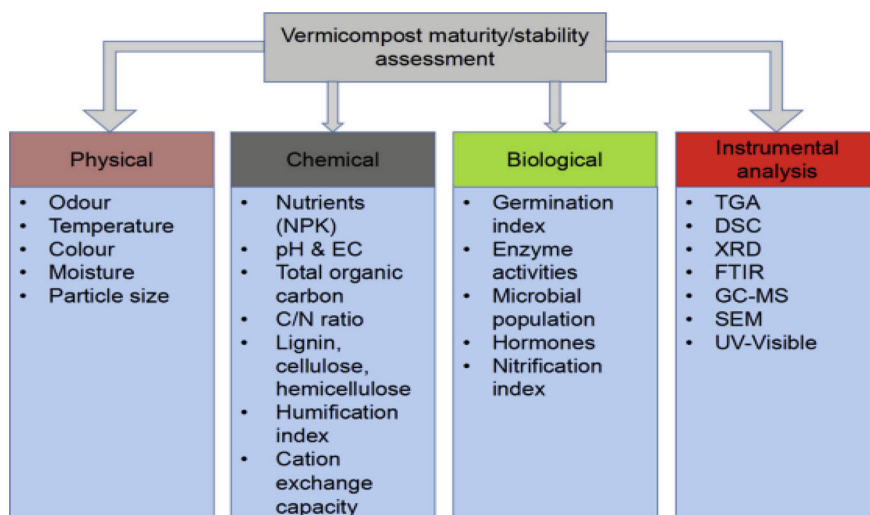 Vermicompost maturity/stability
assessment
Physical
• Odour
• Temperature
• Colour
• Moisture
• Particle size
Chemical
• Nutrients
(NPK)
• pH & EC
• Total organic
carbon
• C/N ratio
• Lignin,
cellulose,
hemicellulose
• Humification
index
• Cation
exchange
capacity
Biological
• Germination
index
• Enzyme
activities
• Microbial
population
• Hormones
• Nitrification
index
Instrumental
analysis
• TGA
• DSC
• XRD
• FTIR
• GC-MS
• SEM
• UV-Visible